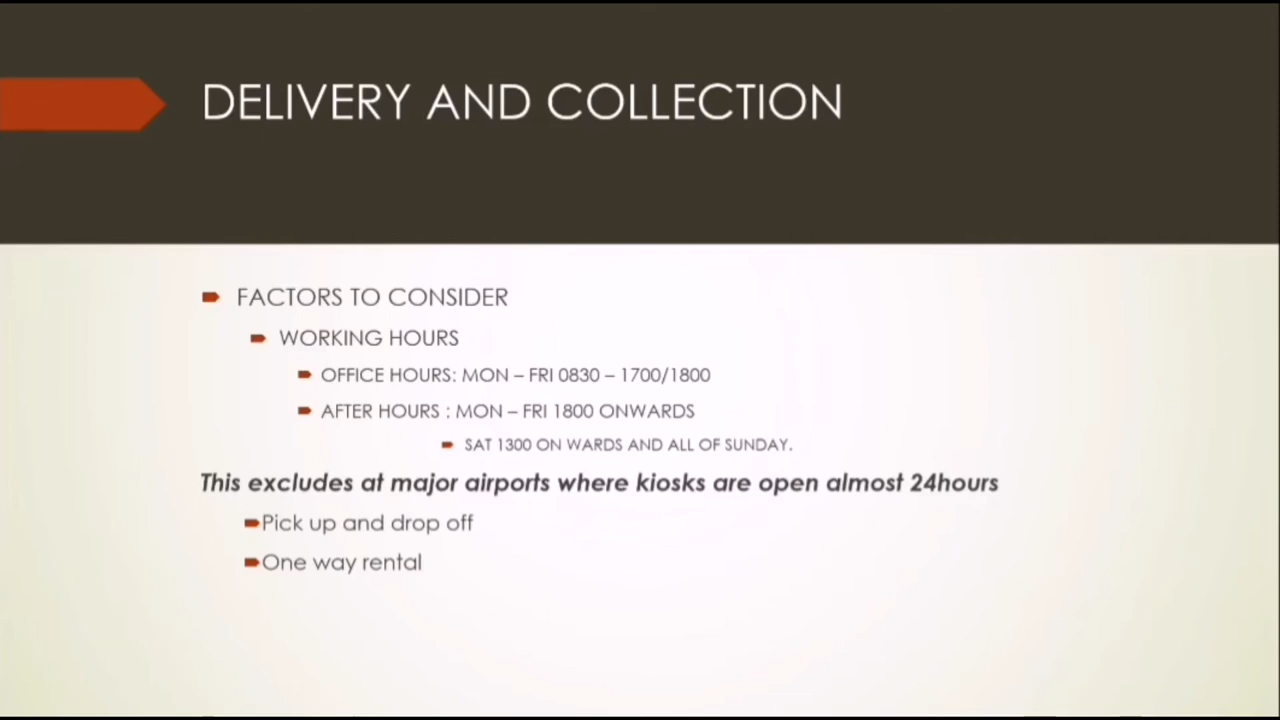 DELIVERY AND COLLECTION
FACTORS TO CONSIDER
WORKING HOURS
OFFICE HOURS: MON – FRI 0830 – 1700/1800
AFTER HOURS : MON – FRI 1800 ONWARDS
SAT 1300 ON WARDS AND ALL OF SUNDAY.
This excludes at major airports where kiosks are open almost 24hours
Pick up and drop off
One way rental